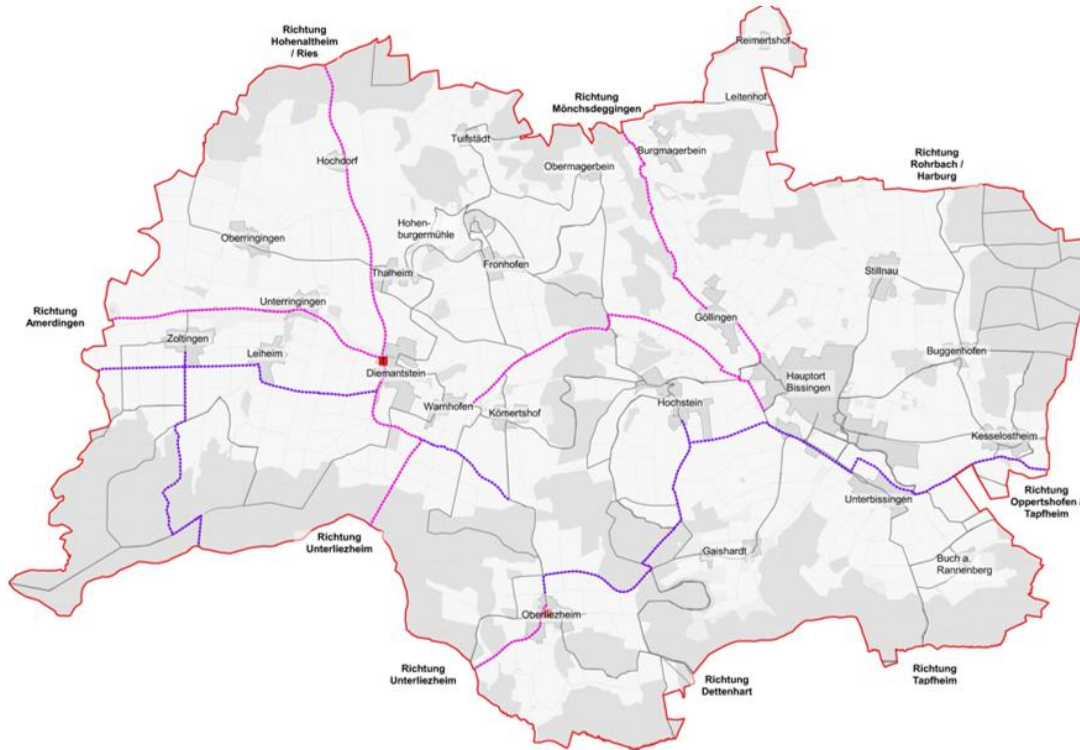 Richtung
Hohenaltheim
/ Ries
Reimertshof
Leitenhof
Richtung
Mönchsdeggingen
Tuifstädt
Burgmagerbein
Obermagerbein
Hochdorf
Richtung
Rohrbach /
Harburg
Hohen-
burgermühle
Oberringingen
Fronhofen
Thalheim
Stillnau
Unterringingen
Richtung
Amerdingen
Göllingen
Zoltingen
Leiheim
Buggenhofen
Diemantstein
Hauptort
Bissingen
Warnhofen
Hochstein
Kömertshof
Kesselostheim
Unterbissingen
Richtung
Oppertshofen /
Tapfheim
Richtung
Unterliezheim
Gaishardt
Buch a.
Rannenberg
Oberliezheim
Richtung
Unterliezheim
Richtung
Dettenhart
Richtung
Tapfheim